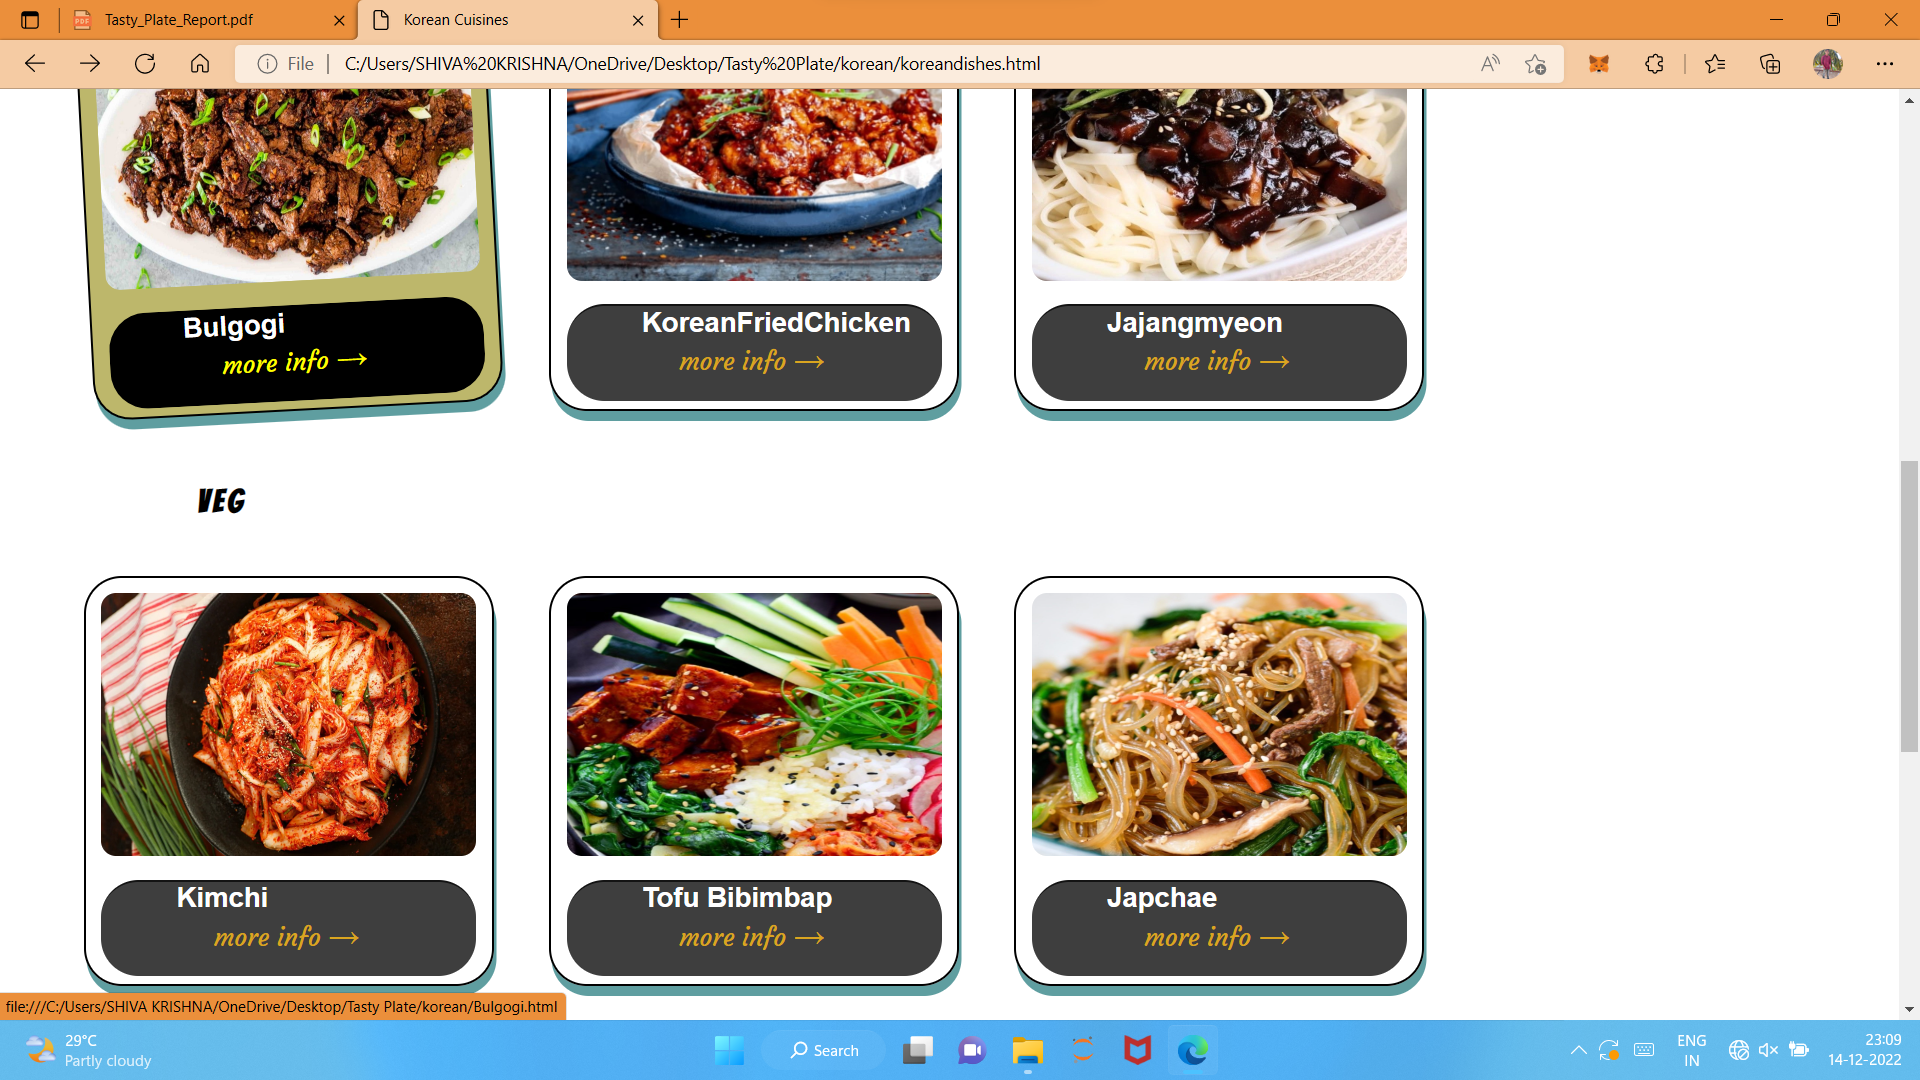 Tasty_Plate_Report.pdf
Korean Cuisines
File
C:/Users/SHIVA%20KRISHNA/OneDrive/Desktop/Tasty%20Plate/korean/koreandishes.html
Bulgogi
more info →
KoreanFriedChicken
more info →
Jajangmyeon
more info →
VEG
Kimchi
more info →
Tofu Bibimbap
more info →
Japchae
more info →
file:///C:/Users/SHIVA KRISHNA/OneDrive/Desktop/Tasty Plate/korean/Bulgogi.html
29°C
Partly cloudy
Search
ENG
IN
23:09
14-12-2022